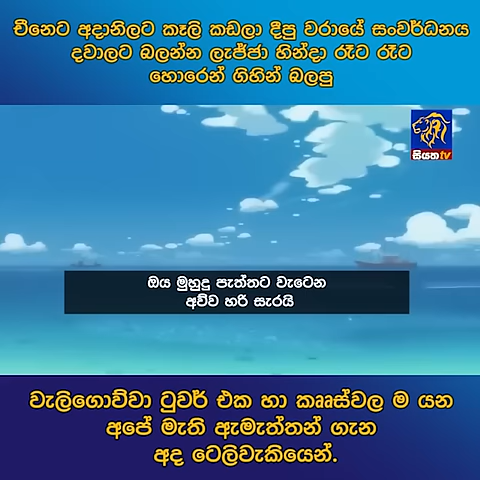 චීනෙට අදානිලට කෑලි කඩලා දීපු වරායේ සංවර්ධනය
දවාලට බලන්න ලැජ්ජා හින්දා රෑට රෑට
හොරෙන් ගිහින් බලපු
සියත tv
ඔය මුහුදු පැත්තට වැටෙන
අව්ව හරි සැරයි
වැලිගොව්වා ටුවර් එක හා කෲස්වල ම යන
අපේ මැති ඇමැත්තන් ගැන
අද ටෙලිවැකියෙන්.